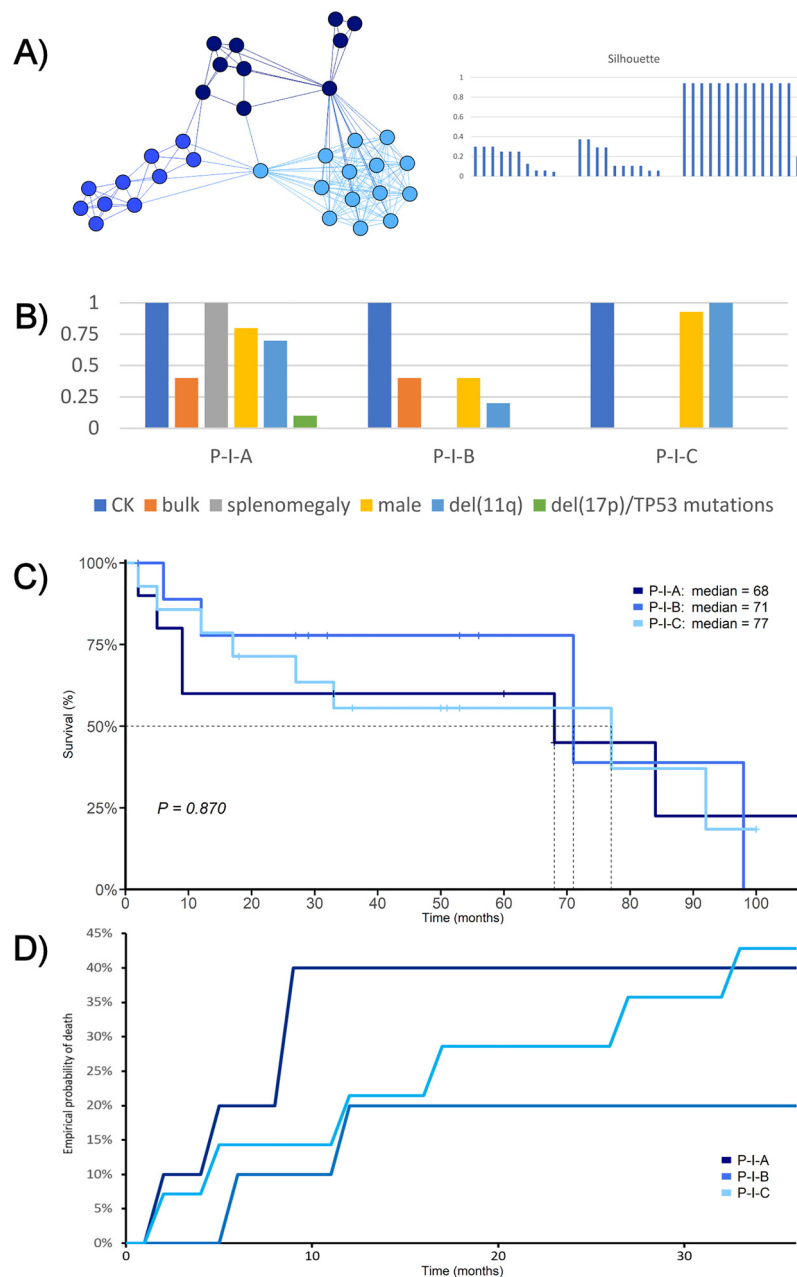 A)
Silhouette
1
0.8
0.6
0.4
0.2
0
B)
1
0.75
0.5
0.25
0
P-I-A P-I-B P-I-C
CK bulk splenomegaly male del(11q) del(17p)/TP53 mutations
C)
100%
75%
50%
25%
0%
Survival (%)
P-I-A: median = 68
P-I-B: median = 71
P-I-C: median = 77
P = 0.870
0 10 20 30 40 50 60 70 80 90 100
Time (months)
D)
45%
40%
35%
30%
25%
20%
15%
10%
5%
0%
Empirical probability of death
P-I-A
P-I-B
P-I-C
0 10 20 30
Time (months)